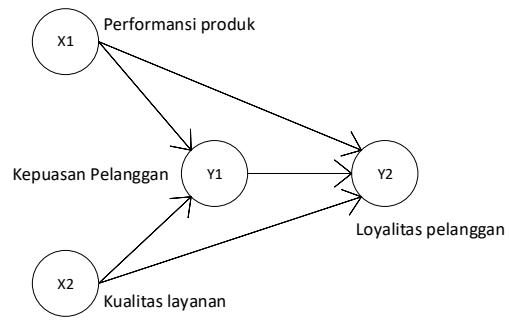 Performansi produk
X1
Kepuasan Pelanggan
Y1
Y2
Loyalitas pelanggan
X2
Kualitas layanan